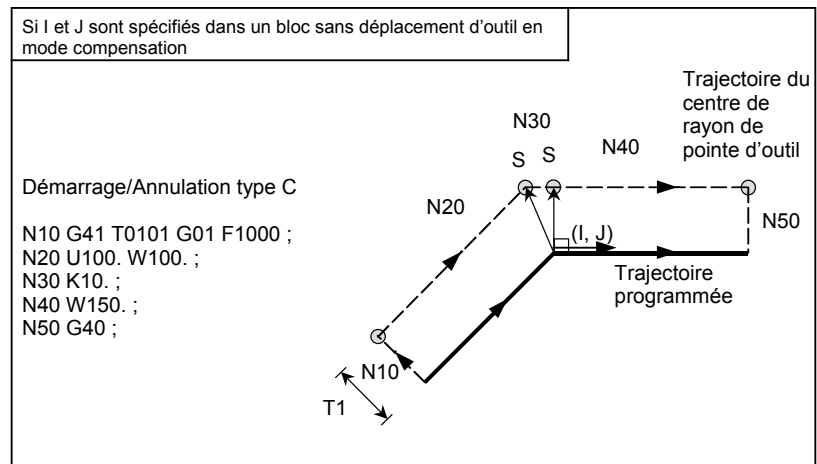 Si I et J sont spécifiés dans un bloc sans déplacement d'outil en
mode compensation
Démarrage/Annulation type C
N10 G41 T0101 G01 F1000 ;
N20 U100. W100. ;
N30 K10. ;
N40 W150. ;
N50 G40 ;
Trajectoire du
centre de
rayon de
pointe d'outil
N30
S S
N40
N20
N50
(I, J)
Trajectoire
programmée
N10
T1